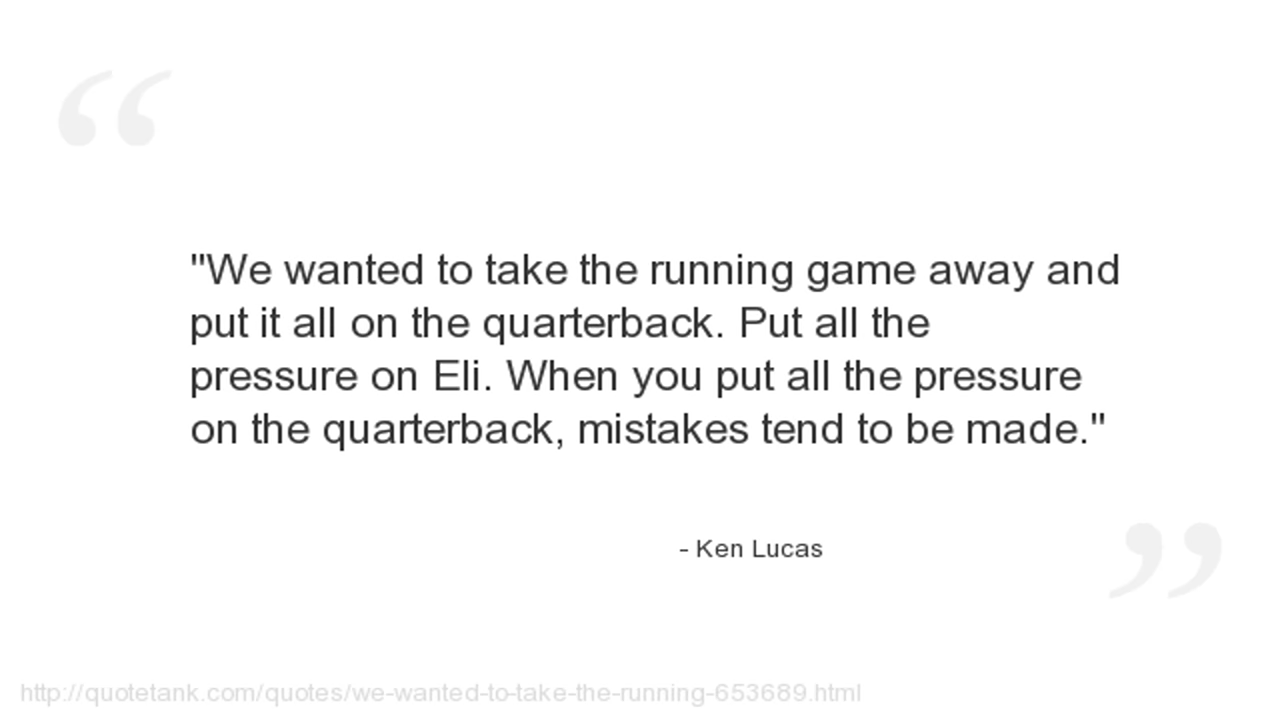 "We wanted to take the running game away and
put it all on the quarterback. Put all the
pressure on Eli. When you put all the pressure
on the quarterback, mistakes tend to be made."
- Ken Lucas
http://quotetank.com/quotes/we-wanted-to-take-the-running-653689.html